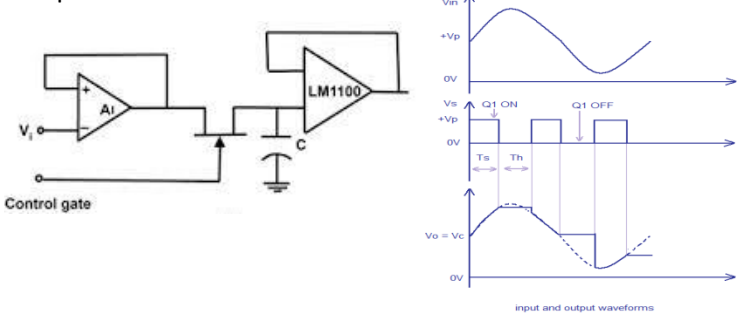 +
A₁
−
Vᵢ
LM1100
C
Control gate
Vin
+Vp
0V
Vs
Q1 ON
Q1 OFF
+Vp
0V
Ts
Th
Vo = Vc
0V
input and output waveforms